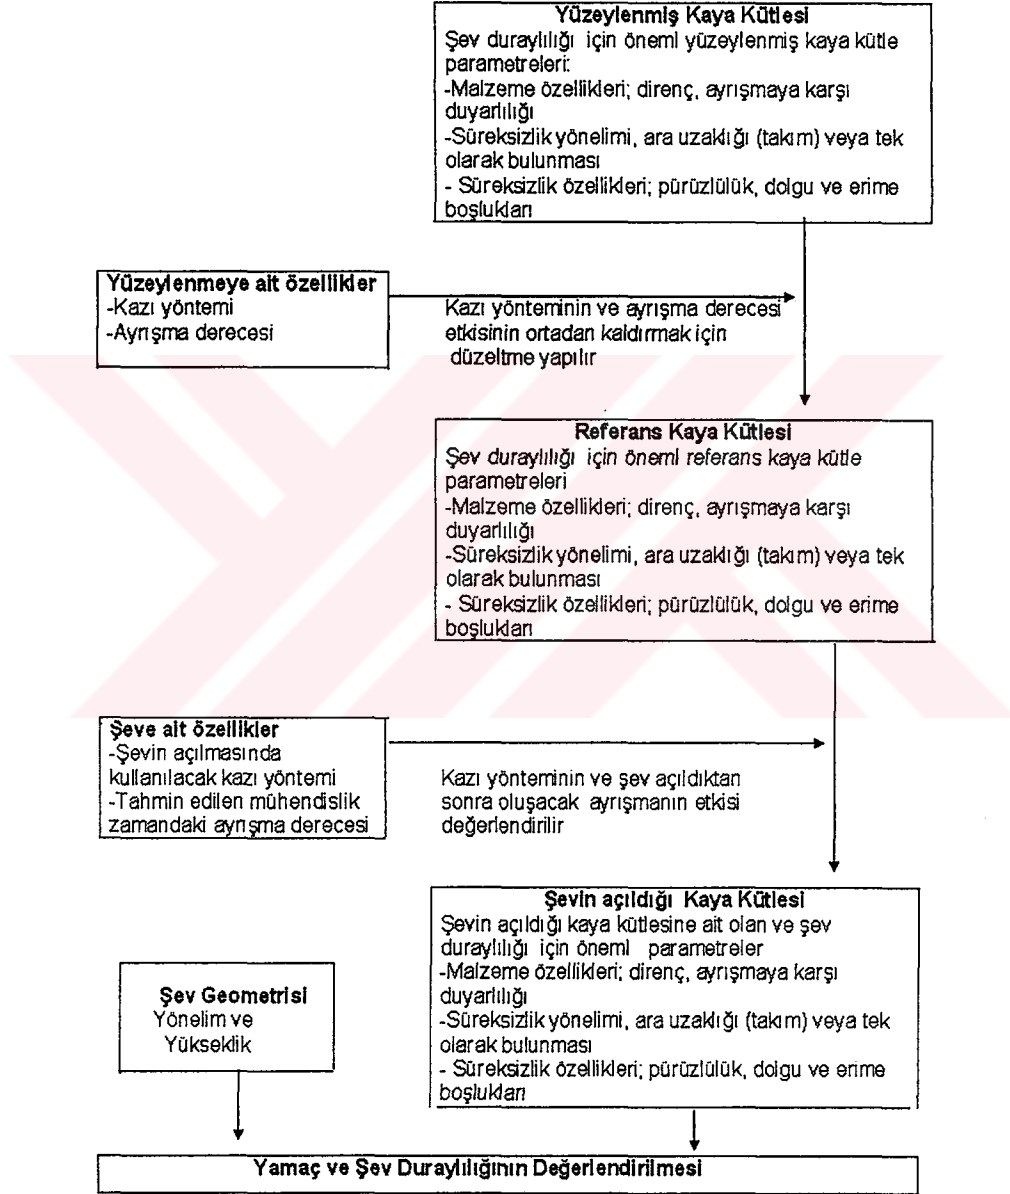 Yüzeylenmiş Kaya Kütlesi
Şev duraylılığı için öneml yüzeylenmiş kaya kütle
parametreleri:
-Malzeme özellikleri; direnç, ayrışmaya karşı
duyarlılığı
-Süreksizlik yönelimi, ara uzaklığı (takım) veya tek
olarak bulunması
- Süreksizlik özellikleri; pürüzlülük, dolgu ve erime
boşlukları
Yüzeylenmeye ait özellikler
-Kazı yöntemi
-Ayrışma derecesi
Kazı yönteminin ve ayrışma derecesi
etkisinin ortadan kaldırmak için
düzeltme yapılır
Referans Kaya Kütlesi
Şev duraylılığı için öneml referans kaya kütle
parametreleri
-Malzeme özellikleri; direnç, ayrışmaya karşı
duyarlılığı
-Süreksizlik yönelimi, ara uzaklığı (takım) veya tek
olarak bulunması
- Süreksizlik özellikleri; pürüzlülük, dolgu ve erime
boşlukları
Şeve ait özellikler
-Şevin açılmasında
kullanılacak kazı yöntemi
-Tahmin edilen mühendislik
zamandaki ayrışma derecesi
Kazı yönteminin ve şev açıldıktan
sonra oluşacak ayrışmanın etkisi
değerlendirilir
Şevin açıldığı Kaya Kütlesi
Şevin açıldığı kaya kütlesine ait olan ve şev
duraylılığı için öneml parametreler
-Malzeme özellikleri; direnç, ayrışmaya karşı
duyarlılığı
-Süreksizlik yönelimi, ara uzaklığı (takım) veya tek
olarak bulunması
- Süreksizlik özellikleri; pürüzlülük, dolgu ve erime
boşlukları
Şev Geometrisi
Yönelim ve
Yükseklik
Yamaç ve Şev Duraylılığının Değerlendirilmesi